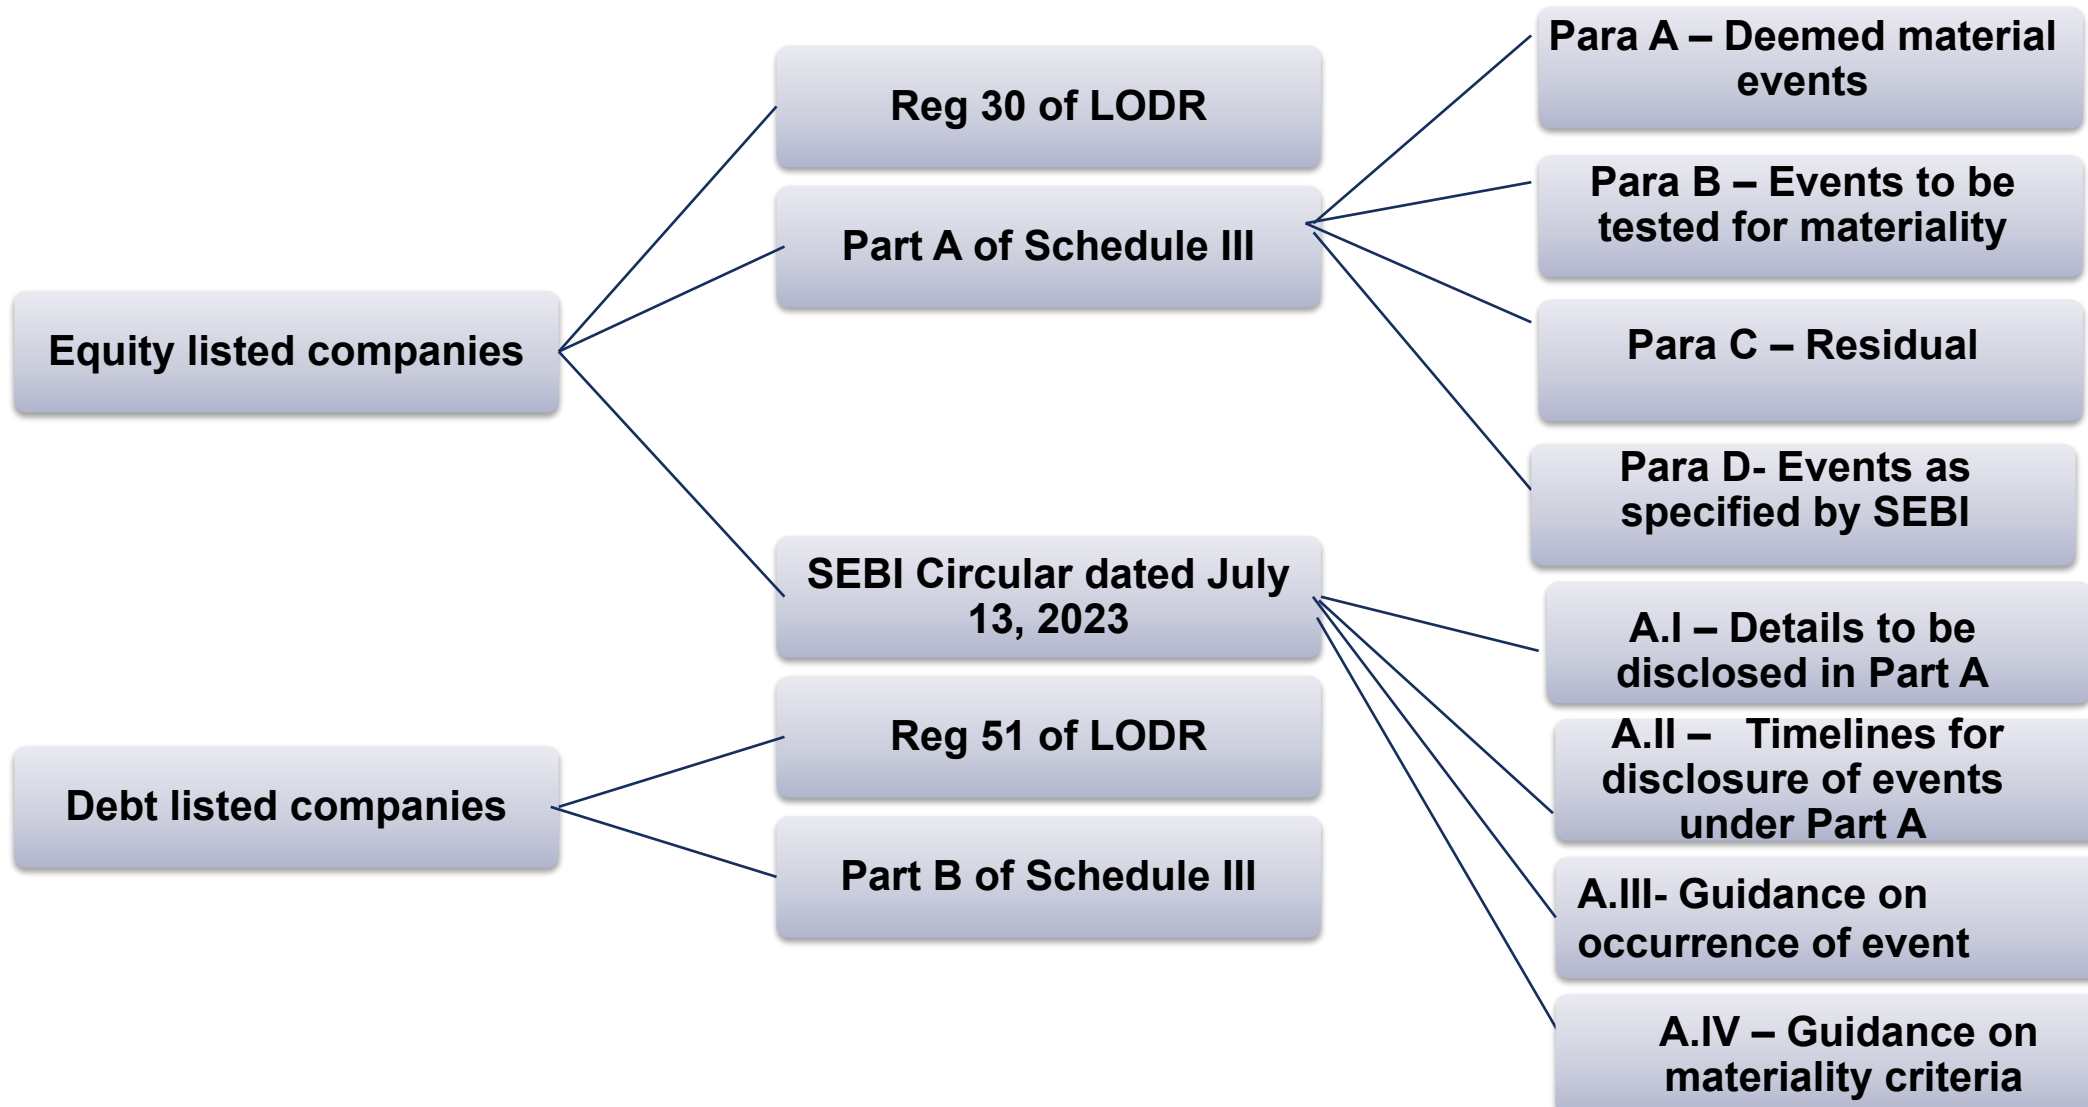 Equity listed companies
Reg 30 of LODR
Part A of Schedule III
Para A – Deemed material
events
Para B – Events to be
tested for materiality
Para C – Residual
Para D- Events as
specified by SEBI
SEBI Circular dated July
13, 2023
A.I – Details to be
disclosed in Part A
A.II – Timelines for
disclosure of events
under Part A
A.III- Guidance on
occurrence of event
A.IV – Guidance on
materiality criteria
Debt listed companies
Reg 51 of LODR
Part B of Schedule III